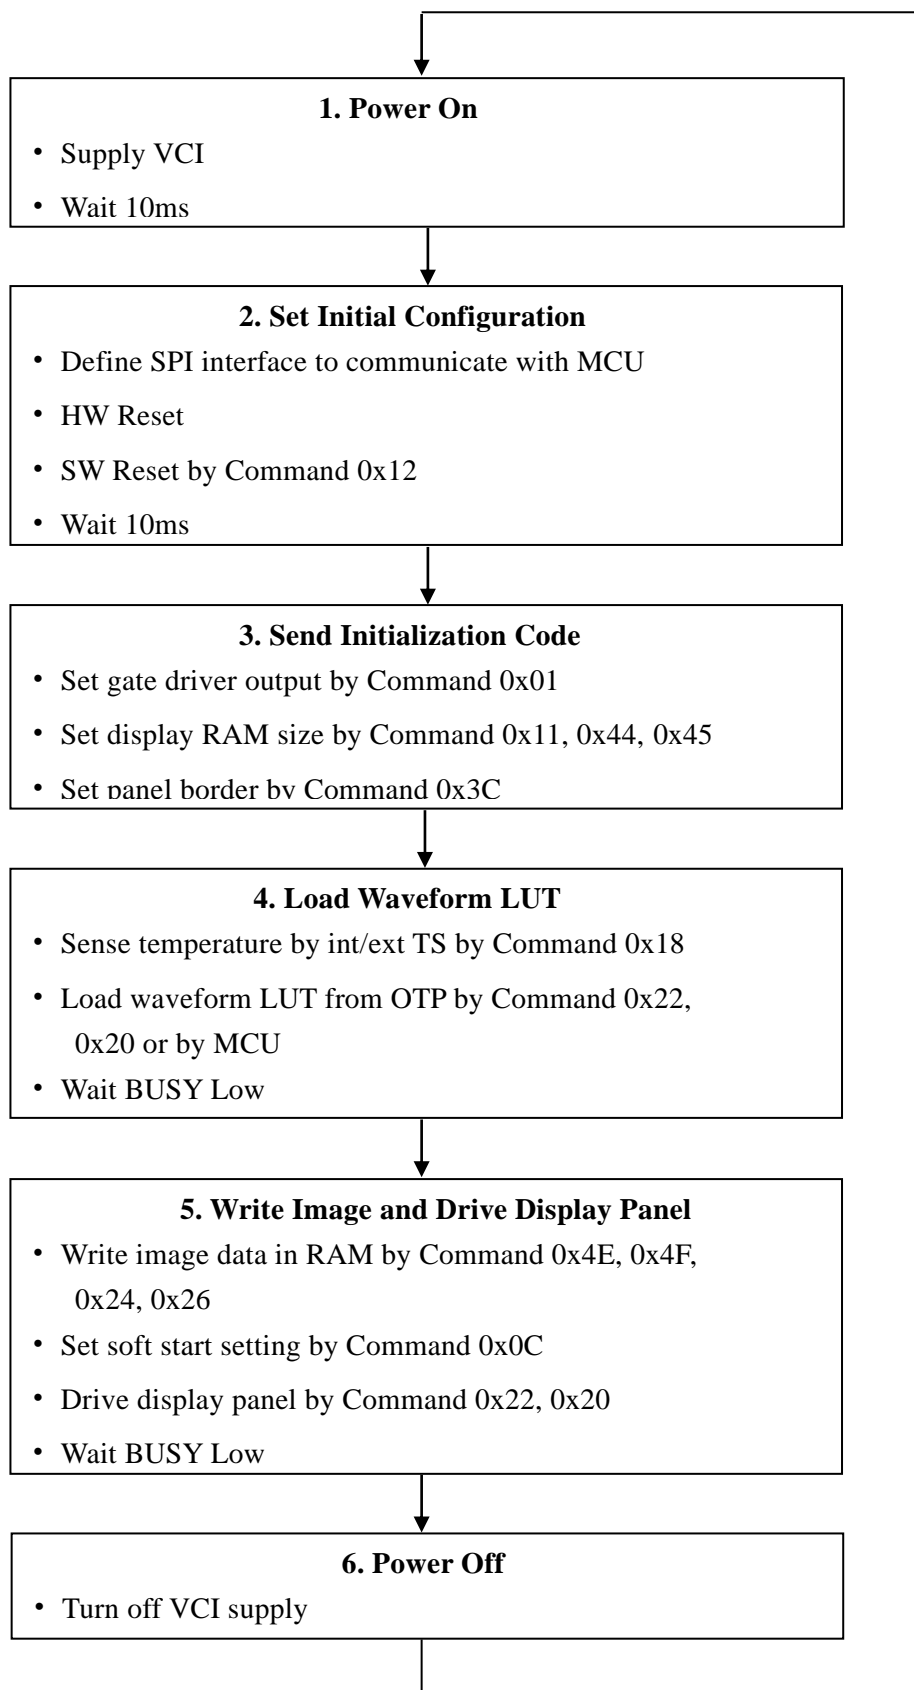 1. Power On
• Supply VCI
• Wait 10ms
2. Set Initial Configuration
• Define SPI interface to communicate with MCU
• HW Reset
• SW Reset by Command 0x12
• Wait 10ms
3. Send Initialization Code
• Set gate driver output by Command 0x01
• Set display RAM size by Command 0x11, 0x44, 0x45
• Set panel border by Command 0x3C
4. Load Waveform LUT
• Sense temperature by int/ext TS by Command 0x18
• Load waveform LUT from OTP by Command 0x22,
0x20 or by MCU
• Wait BUSY Low
5. Write Image and Drive Display Panel
• Write image data in RAM by Command 0x4E, 0x4F,
0x24, 0x26
• Set soft start setting by Command 0x0C
• Drive display panel by Command 0x22, 0x20
• Wait BUSY Low
6. Power Off
• Turn off VCI supply